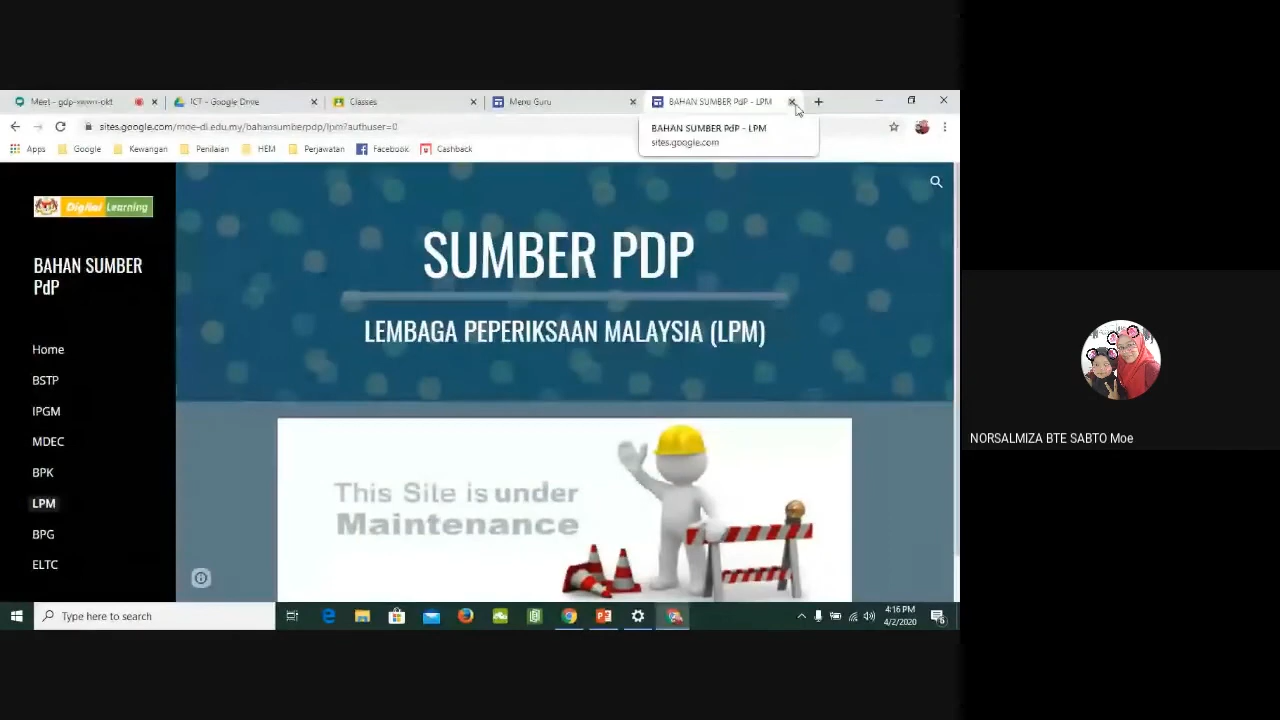 Meet - gdp-
ICT - Google Drive
Classes
Menu Guru
BAHAN SUMBER PdP - LPM
sites.google.com/moe-dl.edu.my/bahansumberpdp/lpm?authuser=0
BAHAN SUMBER PdP - LPM
sites.google.com
Apps
Google
Kewangan
Penilaian
HEM
Perjawatan
Facebook
Cashback
Digital Learning
BAHAN SUMBER
PdP
Home
BSTP
IPGM
MDEC
BPK
LPM
BPG
ELTC
SUMBER PDP
LEMBAGA PEPERIKSAAN MALAYSIA (LPM)
This Site is under
Maintenance
NORSALMIZA BTE SABTO Moe
Type here to search
4:16 PM
4/2/2020